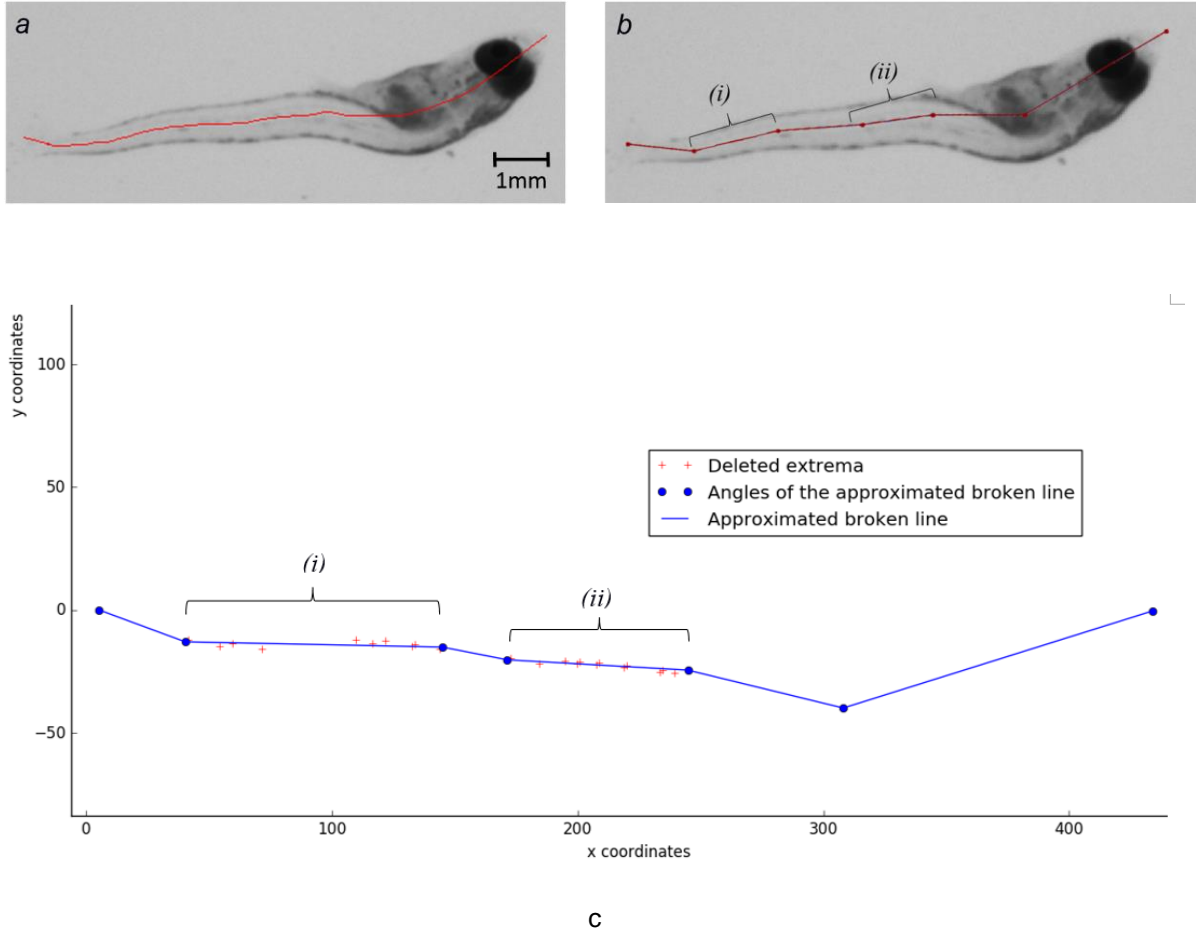 a
1mm
b
(i)
(ii)
y coordinates
100
50
0
−50
Deleted extrema
Angles of the approximated broken line
Approximated broken line
(i)
(ii)
0
100
200
300
400
x coordinates
c